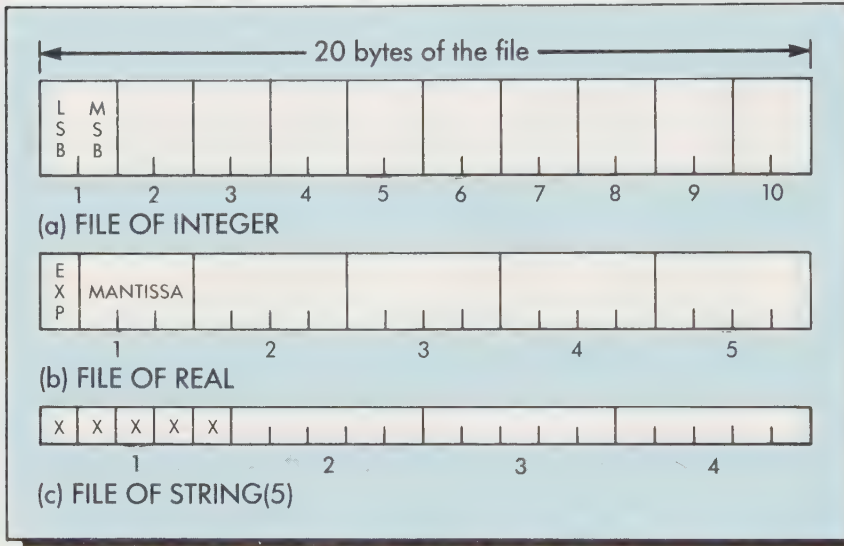 20 bytes of the file
L M
S S
B B
1 2 3 4 5 6 7 8 9 10
(a) FILE OF INTEGER
E
X MANTISSA
P
1 2 3 4 5
(b) FILE OF REAL
X X X X X
1 2 3 4
(c) FILE OF STRING(5)